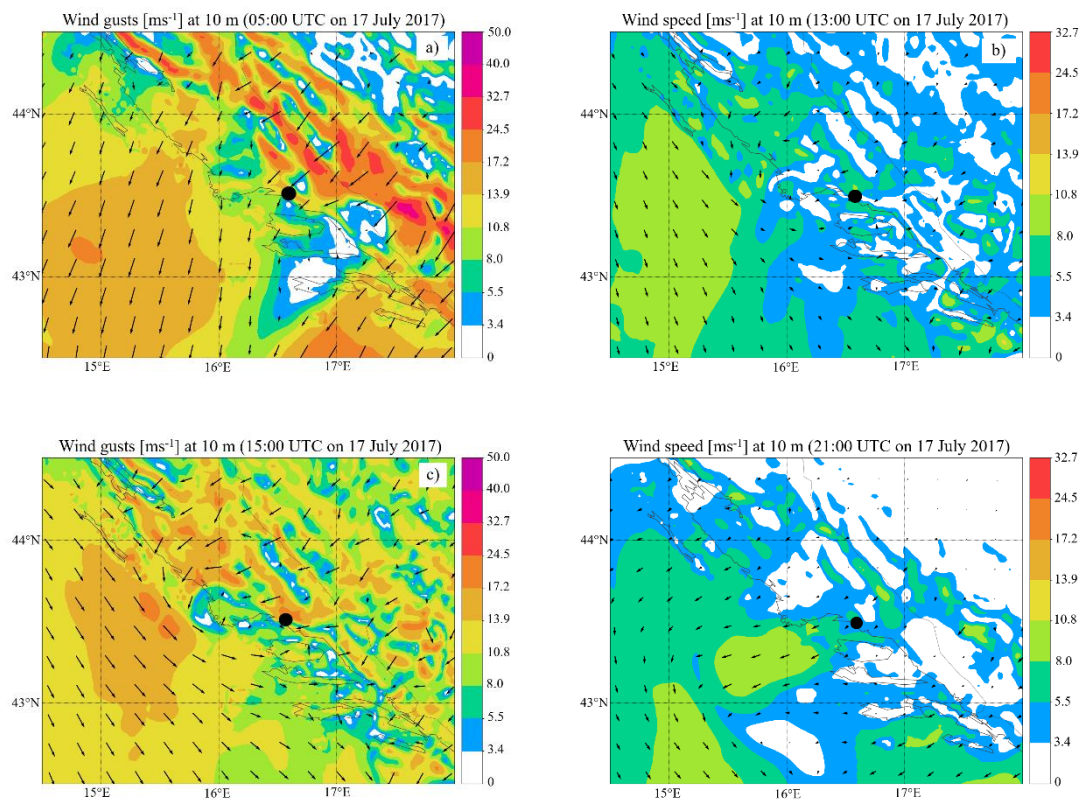 Wind gusts [ms⁻¹] at 10 m (05:00 UTC on 17 July 2017)
a)
44°N
43°N
15°E
16°E
17°E
50.0
40.0
32.7
24.5
17.2
13.9
10.8
8.0
5.5
3.4
0
Wind speed [ms⁻¹] at 10 m (13:00 UTC on 17 July 2017)
b)
44°N
43°N
15°E
16°E
17°E
32.7
24.5
17.2
13.9
10.8
8.0
5.5
3.4
0
Wind gusts [ms⁻¹] at 10 m (15:00 UTC on 17 July 2017)
c)
44°N
43°N
15°E
16°E
17°E
50.0
40.0
32.7
24.5
17.2
13.9
10.8
8.0
5.5
3.4
0
Wind speed [ms⁻¹] at 10 m (21:00 UTC on 17 July 2017)
44°N
43°N
15°E
16°E
17°E
32.7
24.5
17.2
13.9
10.8
8.0
5.5
3.4
0